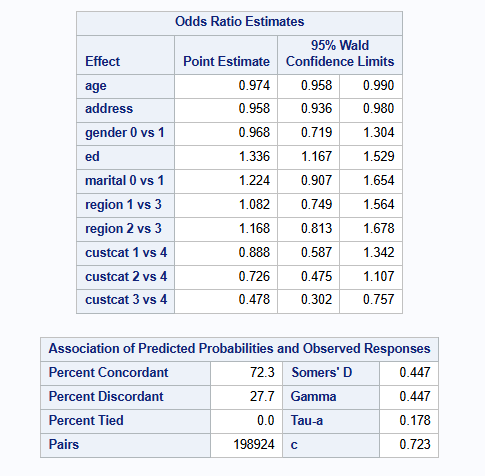 Odds Ratio Estimates
Effect Point Estimate 95% Wald Confidence Limits
age 0.974 0.958 0.990
address 0.958 0.936 0.980
gender 0 vs 1 0.968 0.719 1.304
ed 1.336 1.167 1.529
marital 0 vs 1 1.224 0.907 1.654
region 1 vs 3 1.082 0.749 1.564
region 2 vs 3 1.168 0.813 1.678
custcat 1 vs 4 0.888 0.587 1.342
custcat 2 vs 4 0.726 0.475 1.107
custcat 3 vs 4 0.478 0.302 0.757
Association of Predicted Probabilities and Observed Responses
Percent Concordant 72.3 Somers' D 0.447
Percent Discordant 27.7 Gamma 0.447
Percent Tied 0.0 Tau-a 0.178
Pairs 198924 c 0.723